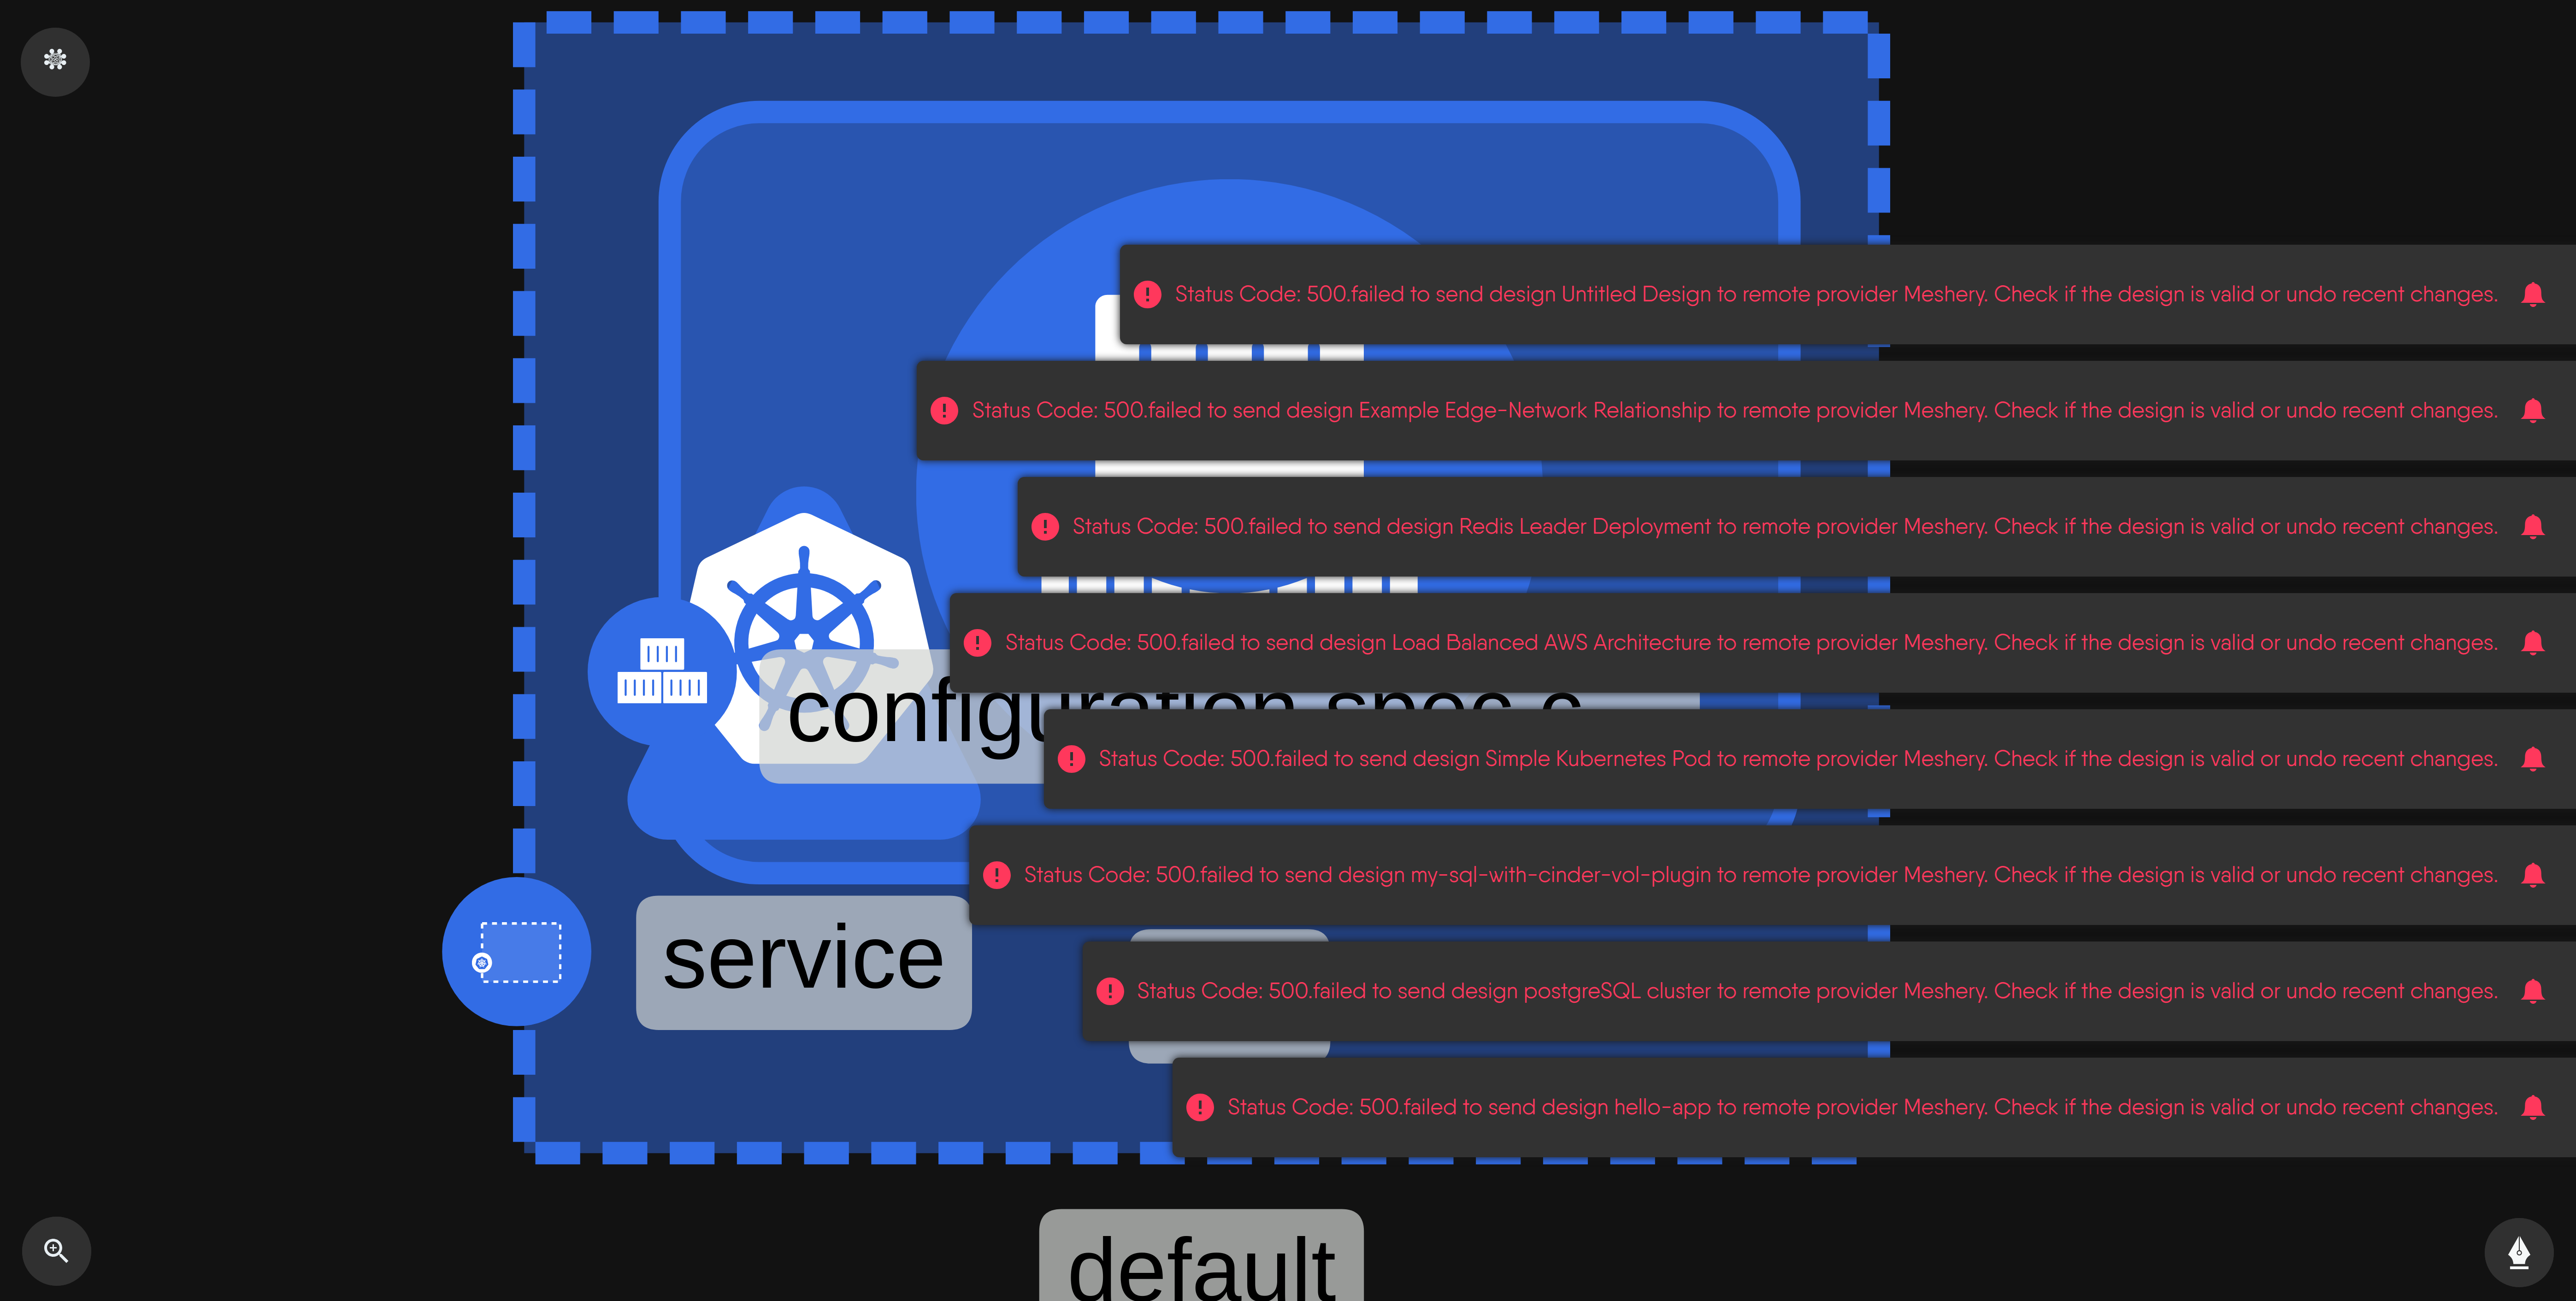 Status Code: 500.failed to send design Untitled Design to remote provider Meshery. Check if the design is valid or undo recent changes.
Status Code: 500.failed to send design Example Edge-Network Relationship to remote provider Meshery. Check if the design is valid or undo recent changes.
Status Code: 500.failed to send design Redis Leader Deployment to remote provider Meshery. Check if the design is valid or undo recent changes.
Status Code: 500.failed to send design Load Balanced AWS Architecture to remote provider Meshery. Check if the design is valid or undo recent changes.
configuration spec c
Status Code: 500.failed to send design Simple Kubernetes Pod to remote provider Meshery. Check if the design is valid or undo recent changes.
Status Code: 500.failed to send design my-sql-with-cinder-vol-plugin to remote provider Meshery. Check if the design is valid or undo recent changes.
service
Status Code: 500.failed to send design postgreSQL cluster to remote provider Meshery. Check if the design is valid or undo recent changes.
Status Code: 500.failed to send design hello-app to remote provider Meshery. Check if the design is valid or undo recent changes.
default